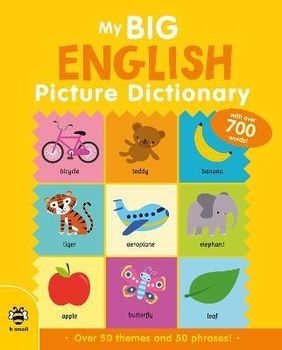 My BIG
ENGLISH
Picture Dictionary
with over
700
words!
bicycle teddy banana
tiger aeroplane elephant
apple butterfly leaf
b small
• Over 50 themes and 50 phrases! •